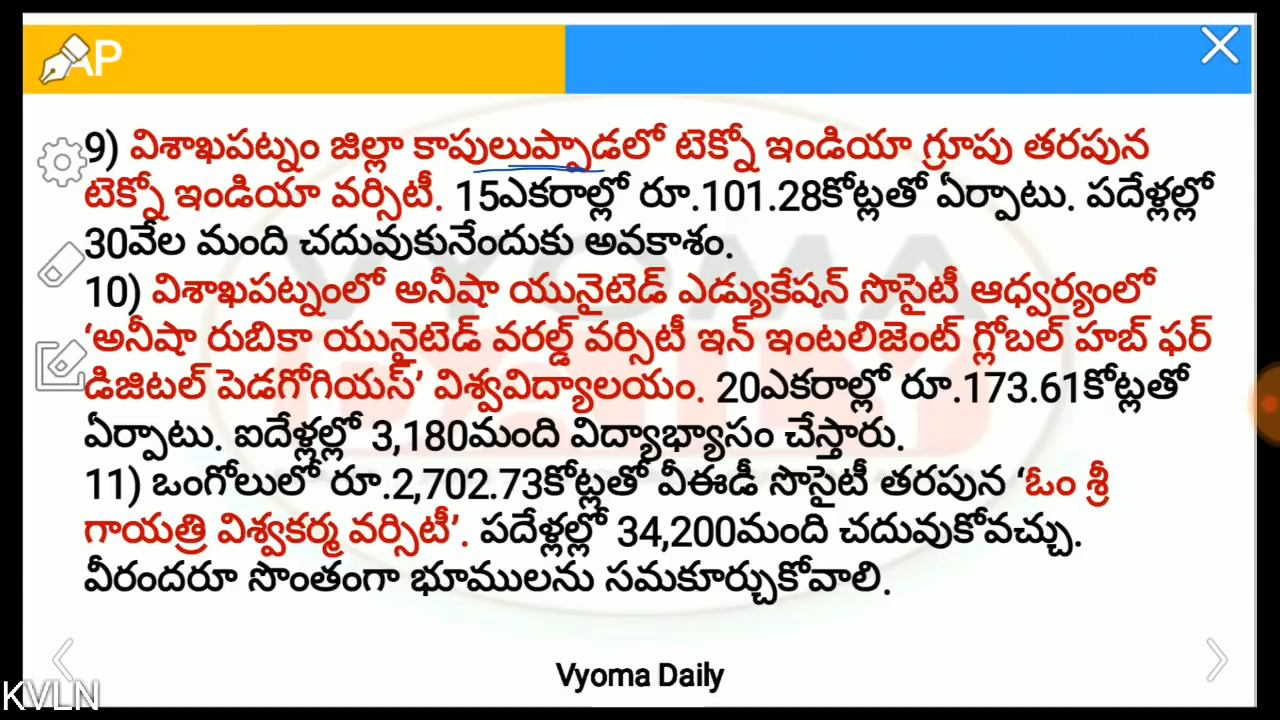 AP
9) విశాఖపట్నం జిల్లా కాపులుప్పాడలో టెక్నో ఇండియా గ్రూపు తరపున
టెక్నో ఇండియా వర్సిటీ. 15ఎకరాల్లో రూ.101.28కోట్లతో ఏర్పాటు. పదేళ్లల్లో
30వేల మంది చదువుకునేందుకు అవకాశం.
10) విశాఖపట్నంలో అనీషా యునైటెడ్ ఎడ్యుకేషన్ సొసైటీ ఆధ్వర్యంలో
‘అనీషా రుబికా యునైటెడ్ వరల్డ్ వర్సిటీ ఇన్ ఇంటలిజెంట్ గ్లోబల్ హబ్ ఫర్
డిజిటల్ పెడగోగియస్’ విశ్వవిద్యాలయం. 20ఎకరాల్లో రూ.173.61కోట్లతో
ఏర్పాటు. ఐదేళ్లల్లో 3,180మంది విద్యాభ్యాసం చేస్తారు.
11) ఒంగోలులో రూ.2,702.73కోట్లతో వీఈడీ సొసైటీ తరపున ‘ఓం శ్రీ
గాయత్రి విశ్వకర్మ వర్సిటీ’. పదేళ్లల్లో 34,200మంది చదువుకోవచ్చు.
వీరందరూ సొంతంగా భూములను సమకూర్చుకోవాలి.
Vyoma Daily
KVLN